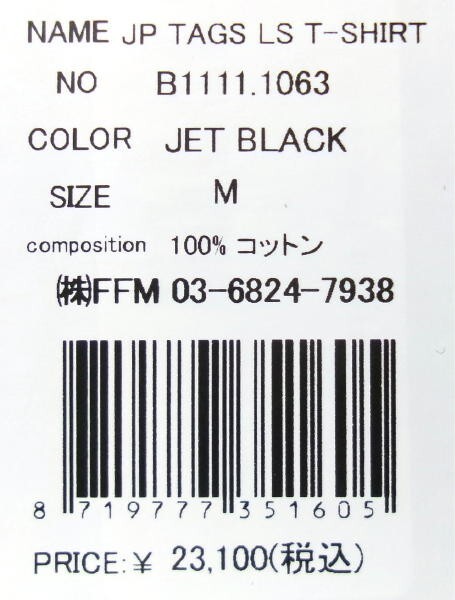 NAME JP TAGS LS T-SHIRT
NO B1111.1063
COLOR JET BLACK
SIZE M
composition 100% コットン
㈱FFM 03-6824-7938
8 719777 351605
PRICE:¥ 23,100(税込)